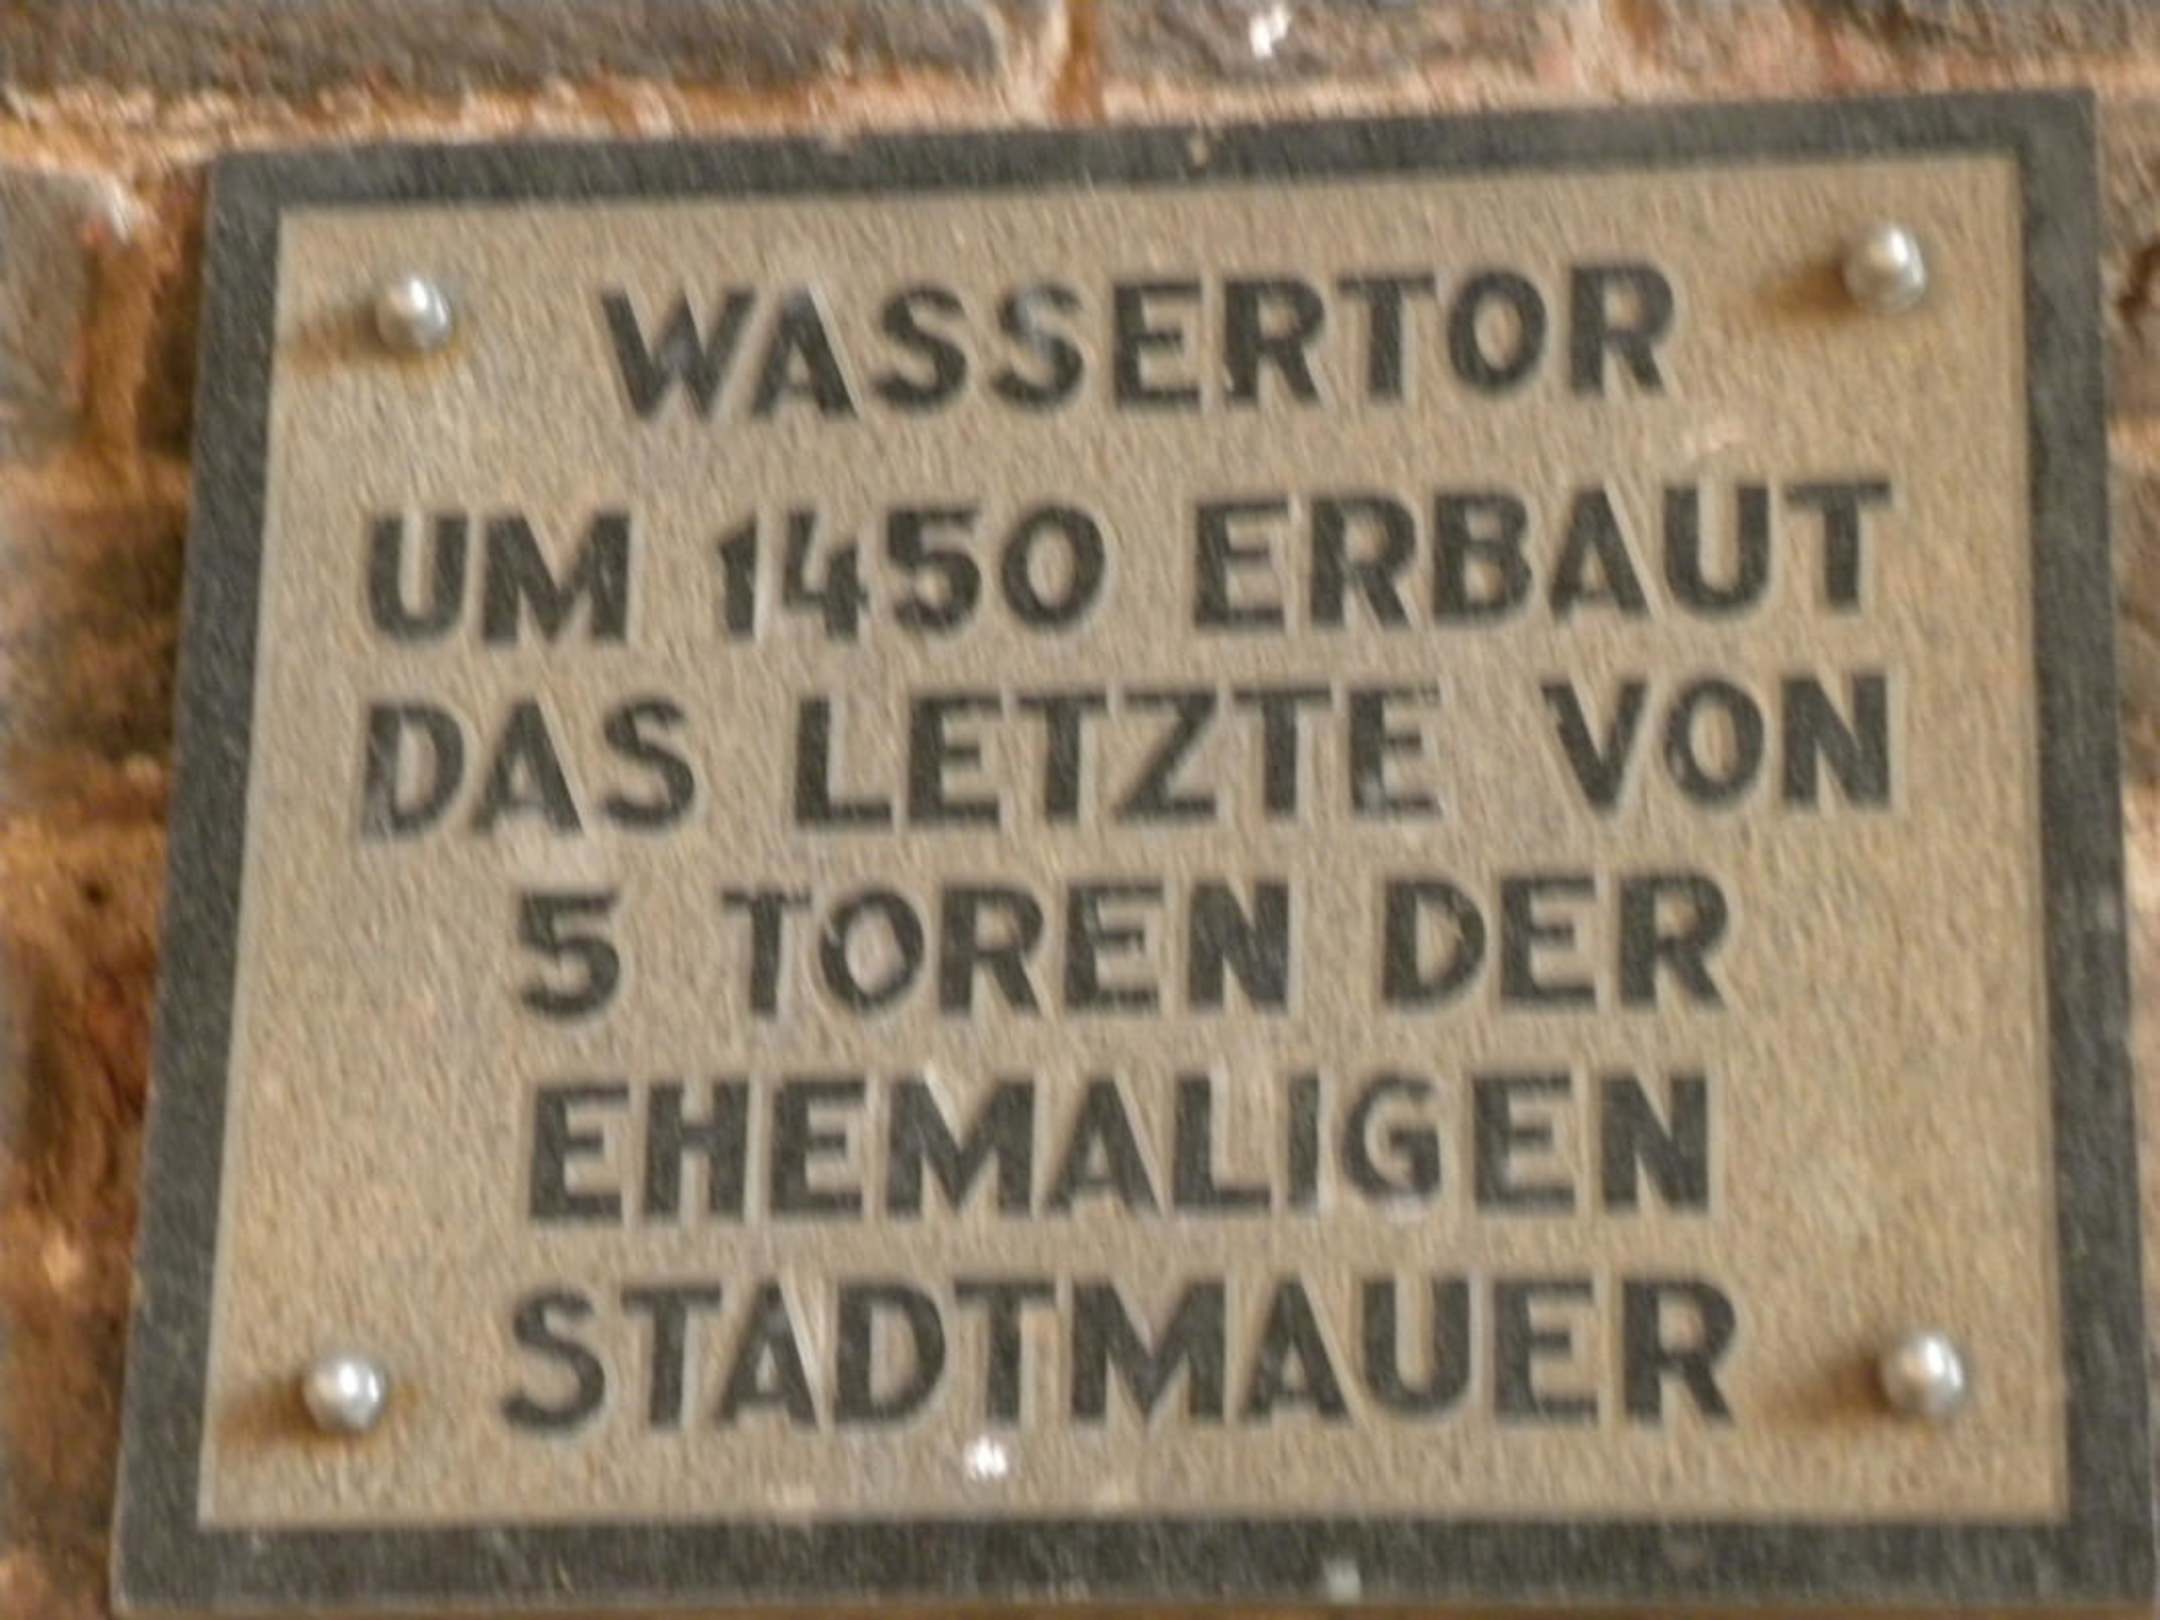 WASSERTOR
UM 1450 ERBAUT
DAS LETZTE VON
5 TOREN DER
EHEMALIGEN
STADTMAUER